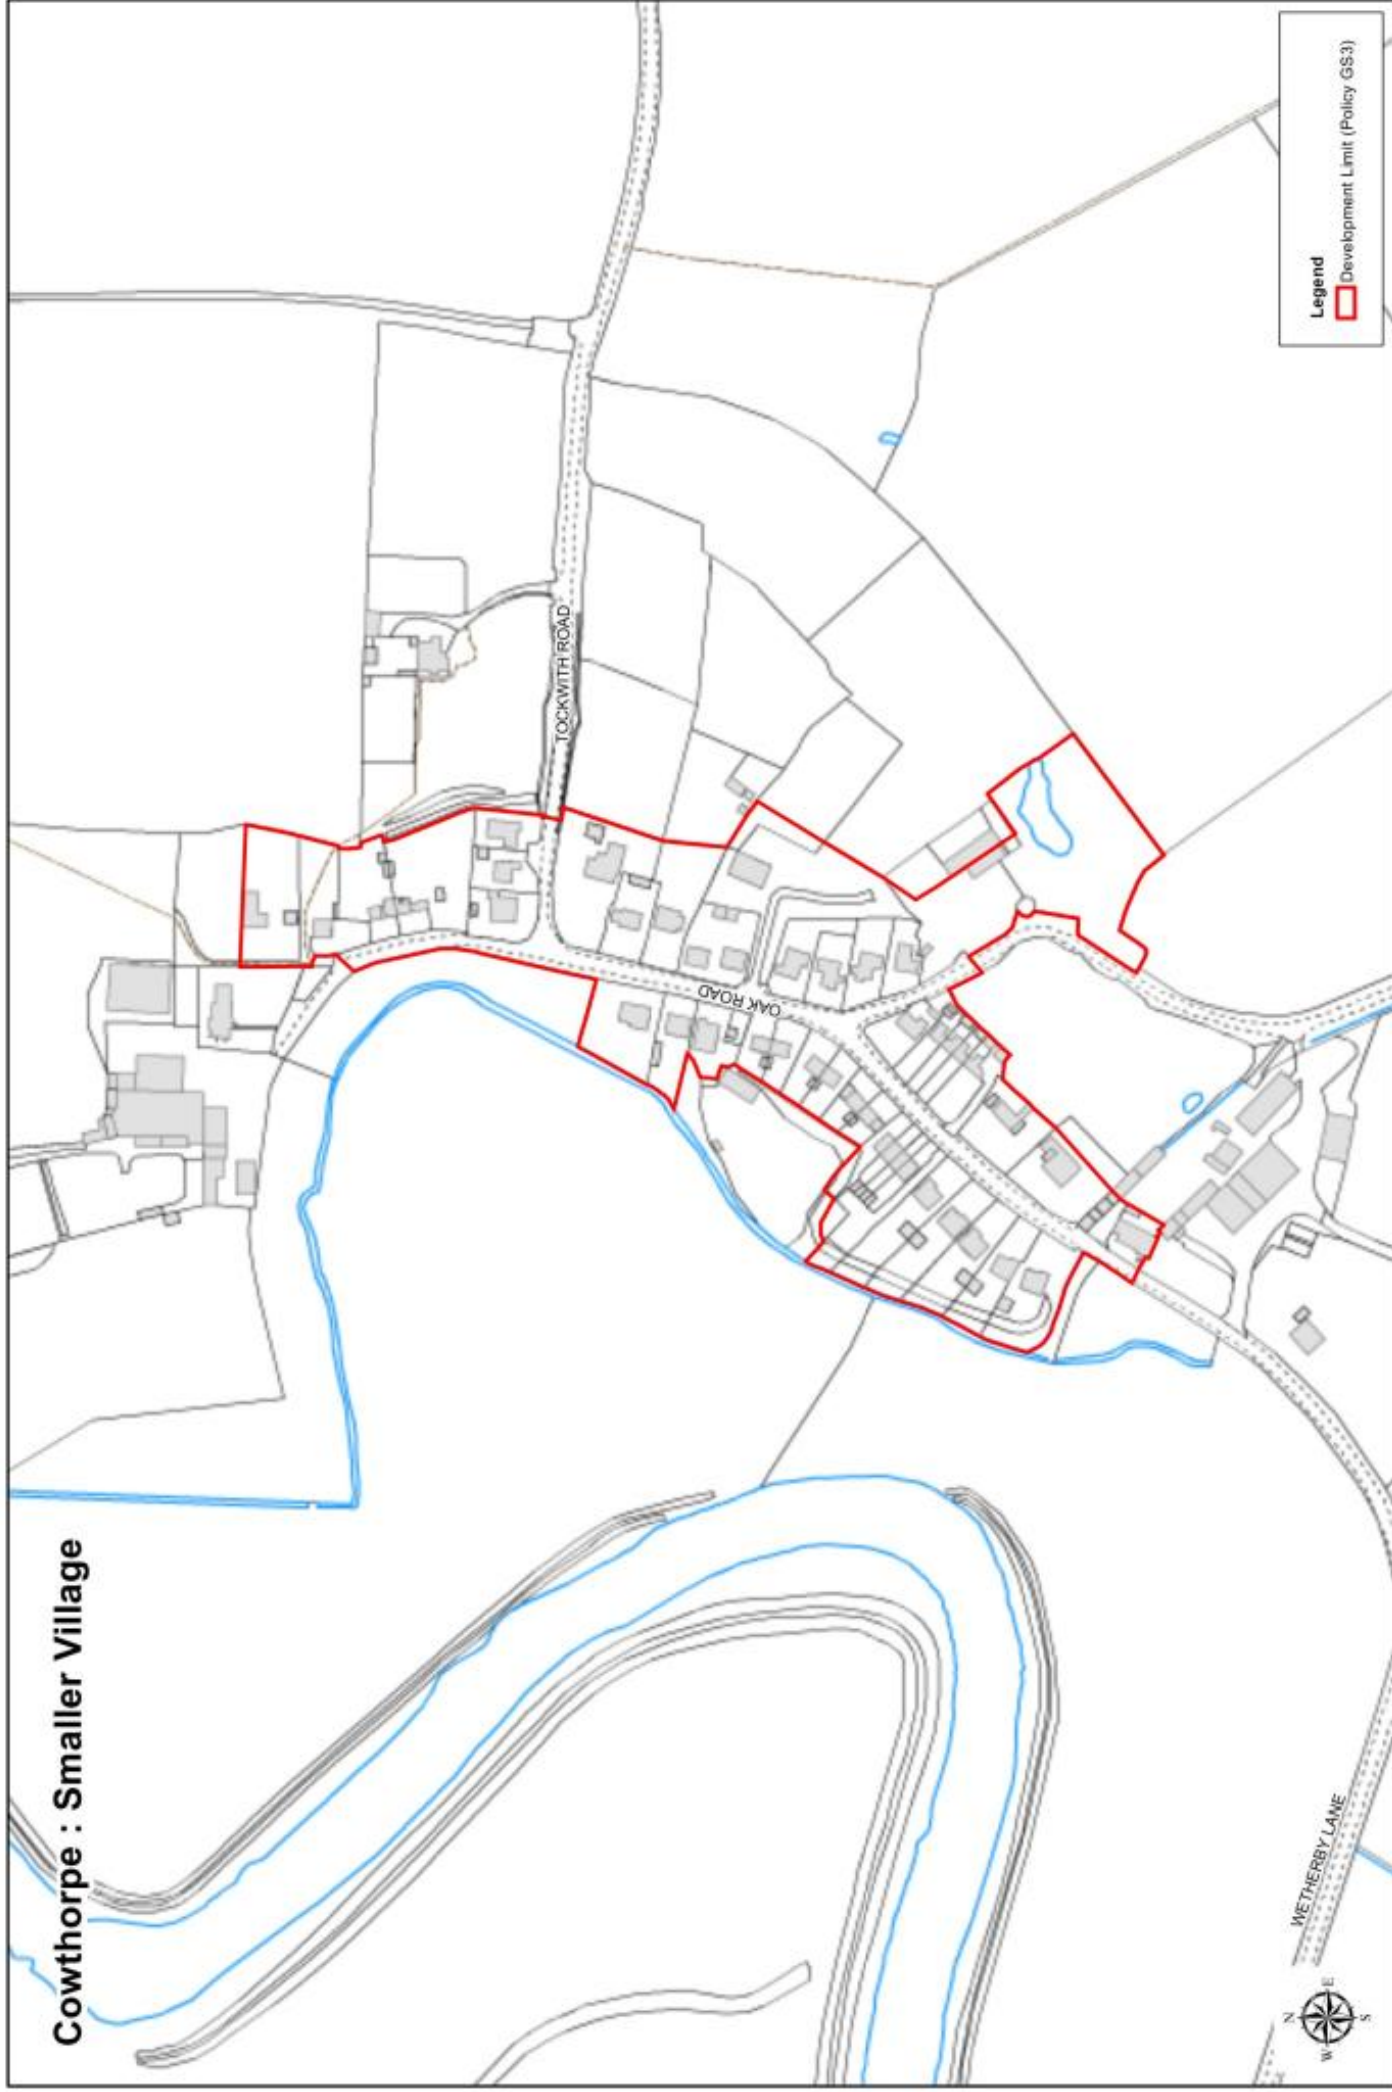 Cowthorpe : Smaller Village
TOCKWITH ROAD
OAK ROAD
WETHERBY LANE
N
W
E
S
Legend
Development Limit (Policy GS3)